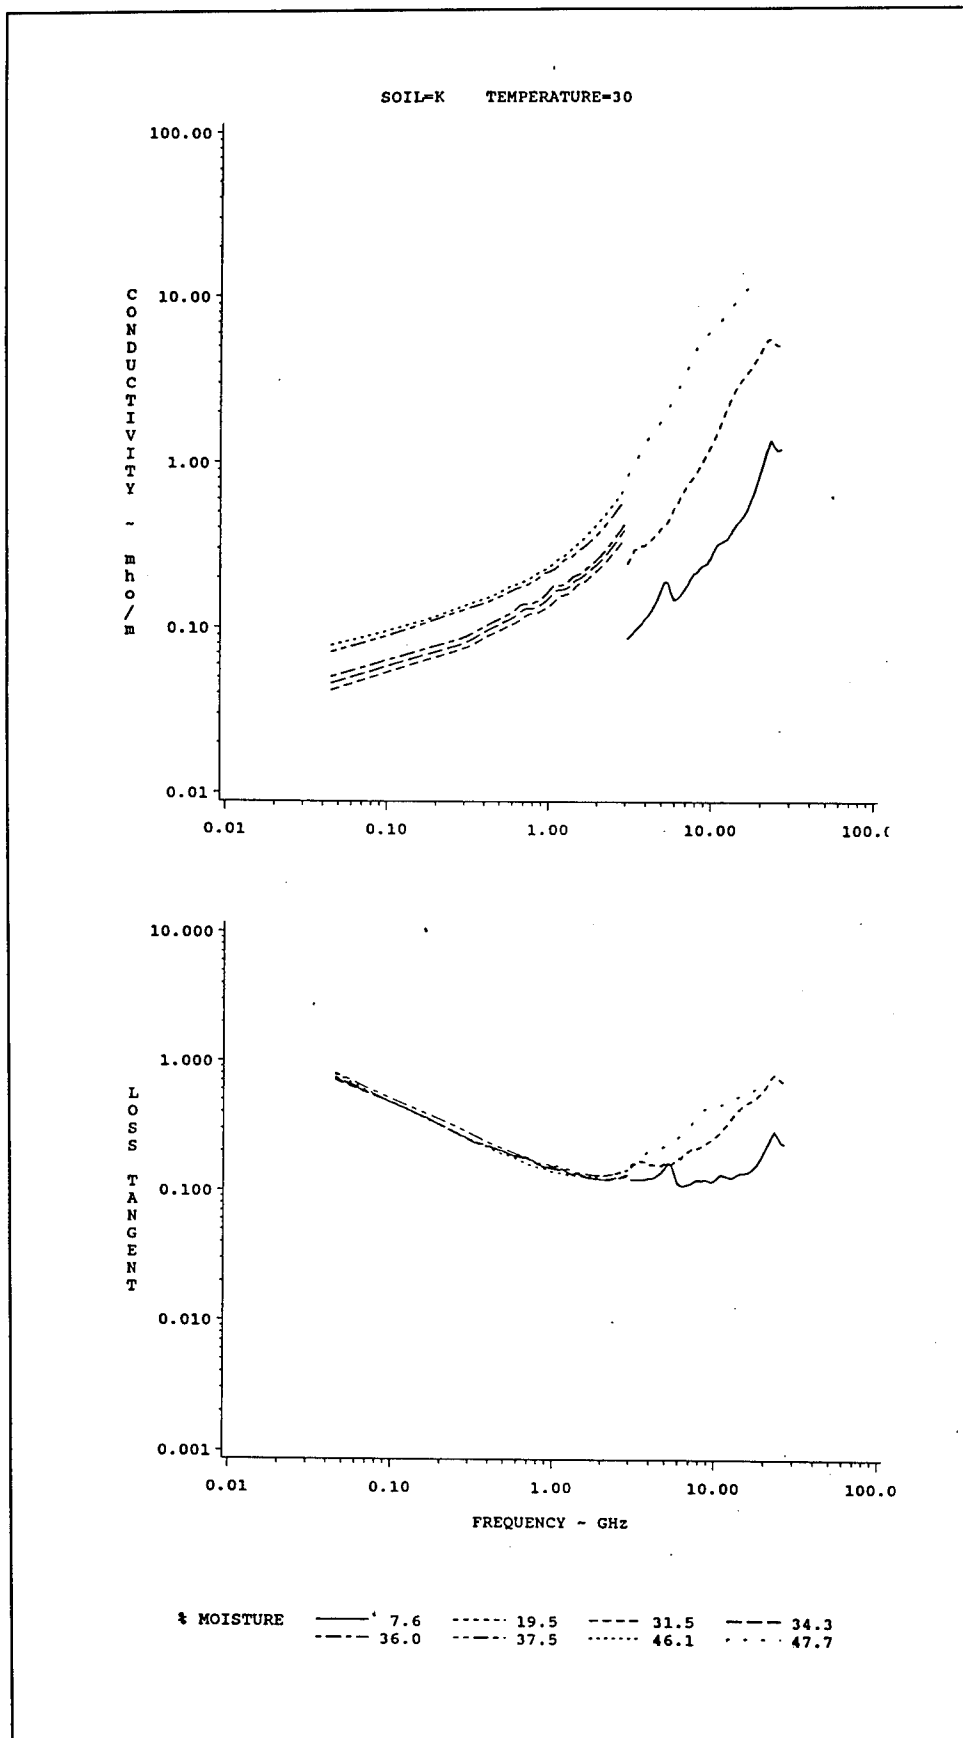 SOIL=K TEMPERATURE=30
100.00
10.00
1.00
0.10
0.01
CONDUCTIVITY ~ mho/m
0.01 0.10 1.00 10.00 100.(
10.000
1.000
0.100
0.010
0.001
LOSS TANGENT
0.01 0.10 1.00 10.00 100.0
FREQUENCY ~ GHz
% MOISTURE 7.6 19.5 31.5 34.3
36.0 37.5 46.1 47.7